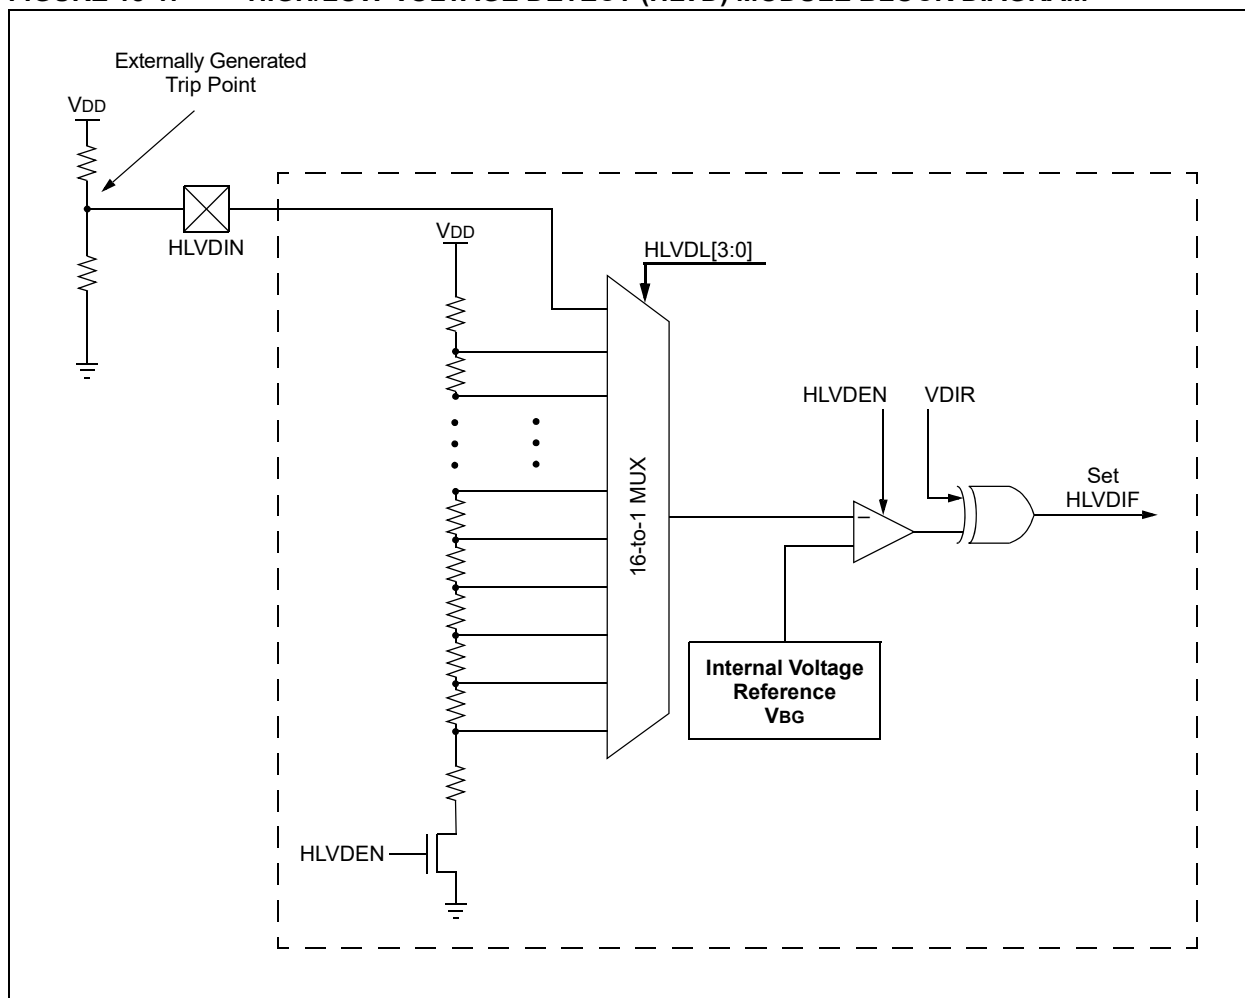 Externally Generated
Trip Point
VDD
HLVDIN
VDD
HLVDL[3:0]
16-to-1 MUX
HLVDEN
VDIR
Set
HLVDIF
–
Internal Voltage
Reference
VBG
HLVDEN